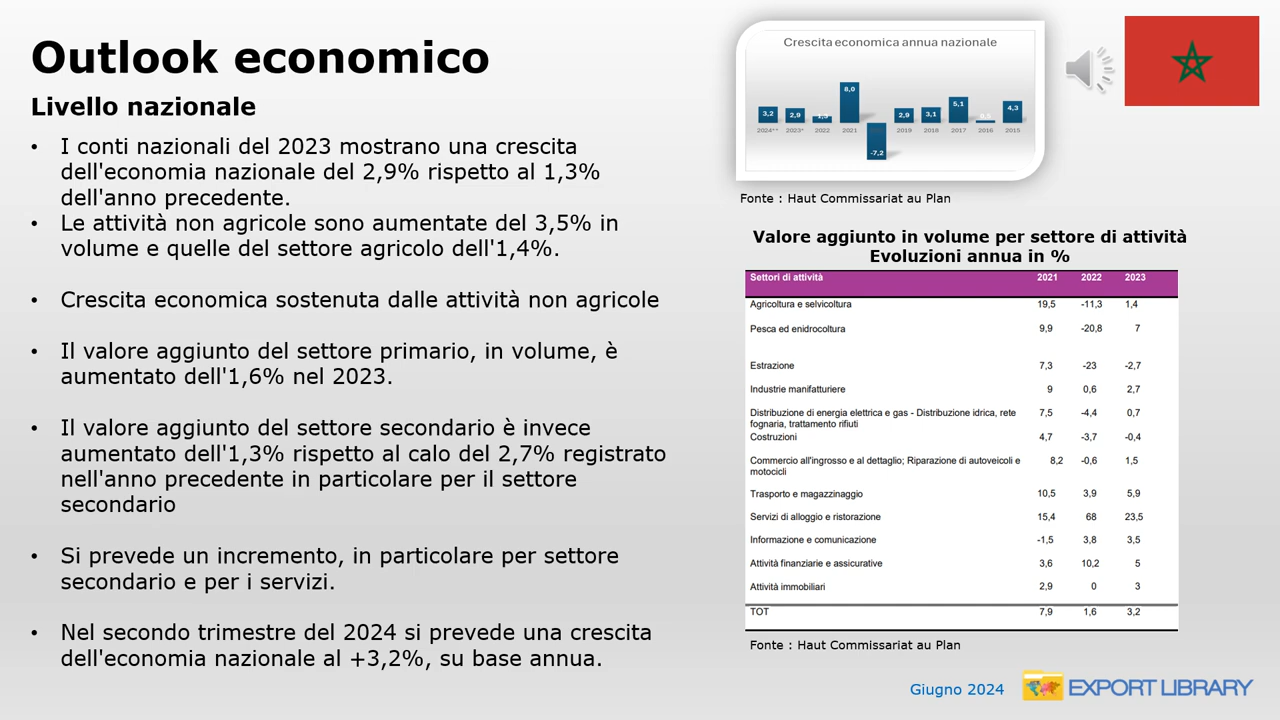 Outlook economico
Livello nazionale
• I conti nazionali del 2023 mostrano una crescita
dell'economia nazionale del 2,9% rispetto al 1,3%
dell'anno precedente.
• Le attività non agricole sono aumentate del 3,5% in
volume e quelle del settore agricolo dell'1,4%.
• Crescita economica sostenuta dalle attività non agricole
• Il valore aggiunto del settore primario, in volume, è
aumentato dell'1,6% nel 2023.
• Il valore aggiunto del settore secondario è invece
aumentato dell'1,3% rispetto al calo del 2,7% registrato
nell'anno precedente in particolare per il settore
secondario
• Si prevede un incremento, in particolare per settore
secondario e per i servizi.
• Nel secondo trimestre del 2024 si prevede una crescita
dell'economia nazionale al +3,2%, su base annua.
Crescita economica annua nazionale
3,2 2,9 8,0 2,9 3,1 5,1 4,3
2024** 2023* 2022 2021 2019 2018 2017 2016 2015
-7,2
Fonte : Haut Commissariat au Plan
Valore aggiunto in volume per settore di attività
Evoluzioni annua in %
Settori di attività 2021 2022 2023
Agricoltura e selvicoltura 19,5 -11,3 1,4
Pesca ed enidrocoltura 9,9 -20,8 7
Estrazione 7,3 -23 -2,7
Industrie manifatturiere 9 0,6 2,7
Distribuzione di energia elettrica e gas - Distribuzione idrica, rete 7,5 -4,4 0,7
fognaria, trattamento rifiuti
Costruzioni 4,7 -3,7 -0,4
Commercio all'ingrosso e al dettaglio; Riparazione di autoveicoli e 8,2 -0,6 1,5
motocicli
Trasporto e magazzinaggio 10,5 3,9 5,9
Servizi di alloggio e ristorazione 15,4 68 23,5
Informazione e comunicazione -1,5 3,8 3,5
Attività finanziarie e assicurative 3,6 10,2 5
Attività immobiliari 2,9 0 3
TOT 7,9 1,6 3,2
Fonte : Haut Commissariat au Plan
Giugno 2024
EXPORT LIBRARY